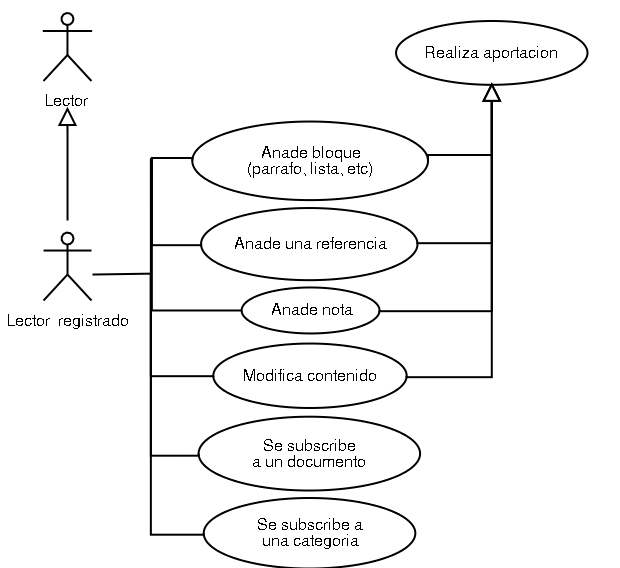 Realiza aportacion
Lector
Anade bloque
(parrafo, lista, etc)
Anade una referencia
Lector registrado
Anade nota
Modifica contenido
Se subscribe
a un documento
Se subscribe a
una categoria